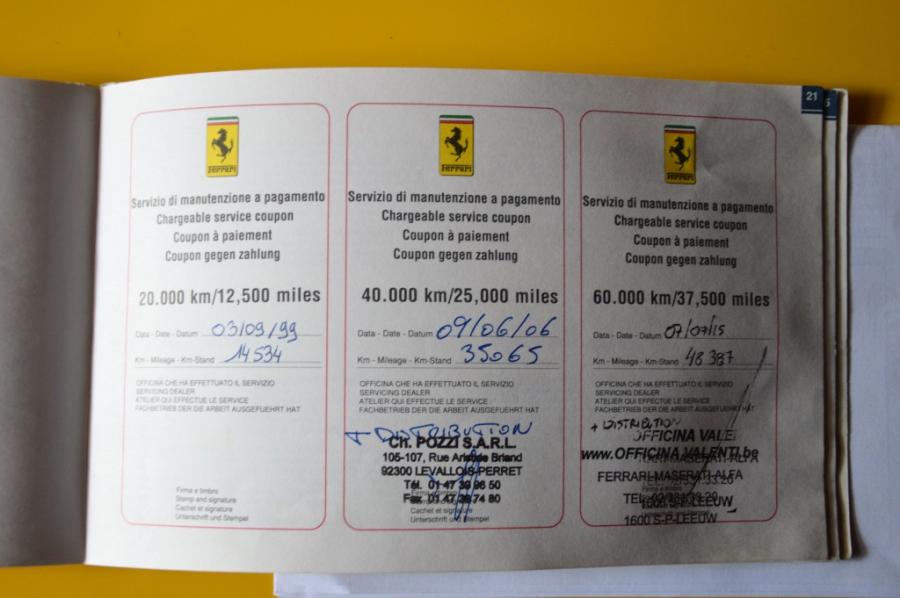 21
5
Ferrari
Servizio di manutenzione a pagamento
Chargeable service coupon
Coupon à paiement
Coupon gegen zahlung
20.000 km/12,500 miles
Data - Date - Datum 03/09/99
Km - Mileage - Km-Stand 14534
OFFICINA CHE HA EFFETTUATO IL SERVIZIO
SERVICING DEALER
ATELIER QUI EFFECTUE LE SERVICE
FACHBETRIEB DER DIE ARBEIT AUSGEFUEHRT HAT
Firma e timbro
Stamp and signature
Cachet et signature
Unterschrift und Stempel
Ferrari
Servizio di manutenzione a pagamento
Chargeable service coupon
Coupon à paiement
Coupon gegen zahlung
40.000 km/25,000 miles
Data - Date - Datum 09/06/06
Km - Mileage - Km-Stand 35065
OFFICINA CHE HA EFFETTUATO IL SERVIZIO
SERVICING DEALER
ATELIER QUI EFFECTUE LE SERVICE
FACHBETRIEB DER DIE ARBEIT AUSGEFUEHRT HAT
+ DISTRIBUTION
Ch. POZZI S.A.R.L.
105-107, Rue Aristide Briand
92300 LEVALLOIS-PERRET
Tél. 01 47 39 96 50
Fax 01 47 39 74 80
Cachet et signature
Unterschrift und Stempel
Ferrari
Servizio di manutenzione a pagamento
Chargeable service coupon
Coupon à paiement
Coupon gegen zahlung
60.000 km/37,500 miles
Data - Date - Datum 07/07/15
Km - Mileage - Km-Stand 48387
OFFICINA CHE HA EFFETTUATO IL SERVIZIO
SERVICING DEALER
ATELIER QUI EFFECTUE LE SERVICE
FACHBETRIEB DER DIE ARBEIT AUSGEFUEHRT HAT
+ DISTRIBUTION
OFFICINA VALE
www.OFFICINA VALENTI.be
FERRARI-MASERATI-ALFA
1600 S-P-LEEUW